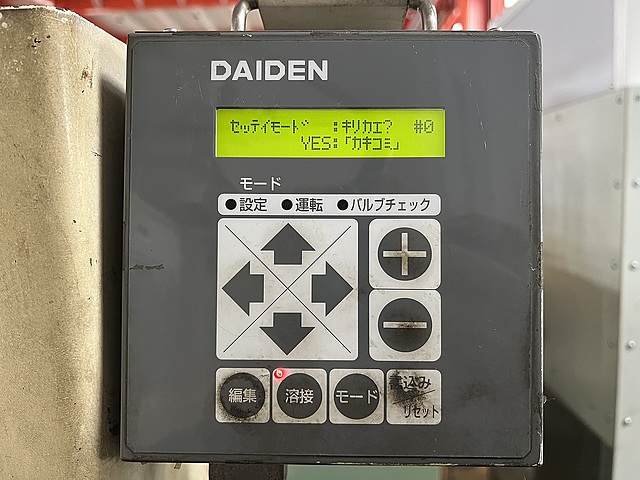 DAIDEN
セッテイモード :キリカエ? #0
YES:「カキコミ」
モード
●設定 ●運転 ●バルブチェック
+
−
編集 溶接 モード 書込み
リセット